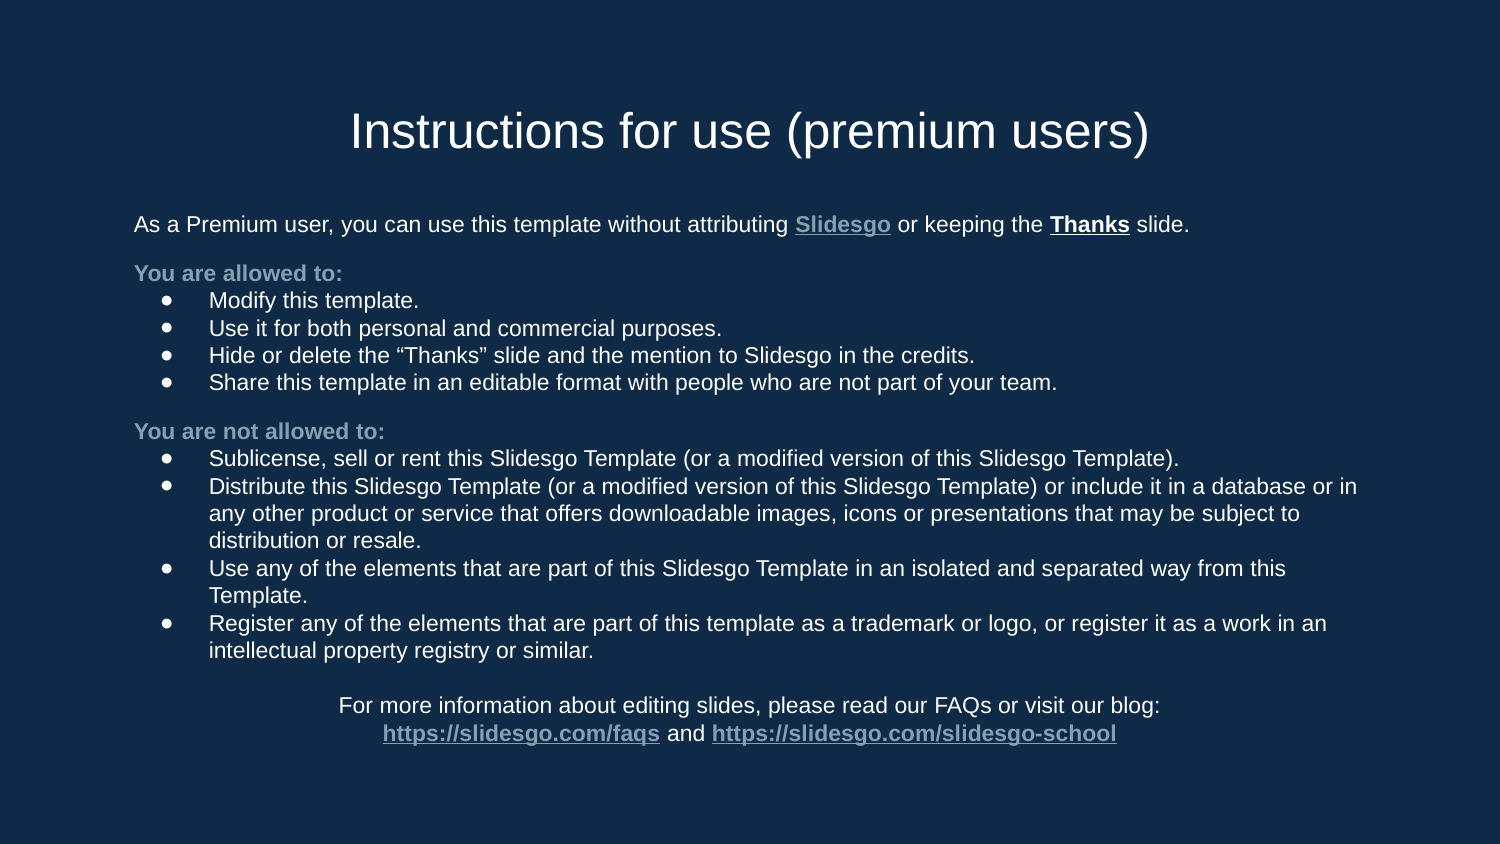 Instructions for use (premium users)
As a Premium user, you can use this template without attributing Slidesgo or keeping the Thanks slide.
You are allowed to:
● Modify this template.
● Use it for both personal and commercial purposes.
● Hide or delete the “Thanks” slide and the mention to Slidesgo in the credits.
● Share this template in an editable format with people who are not part of your team.
You are not allowed to:
● Sublicense, sell or rent this Slidesgo Template (or a modified version of this Slidesgo Template).
● Distribute this Slidesgo Template (or a modified version of this Slidesgo Template) or include it in a database or in
any other product or service that offers downloadable images, icons or presentations that may be subject to
distribution or resale.
● Use any of the elements that are part of this Slidesgo Template in an isolated and separated way from this
Template.
● Register any of the elements that are part of this template as a trademark or logo, or register it as a work in an
intellectual property registry or similar.
For more information about editing slides, please read our FAQs or visit our blog:
https://slidesgo.com/faqs and https://slidesgo.com/slidesgo-school